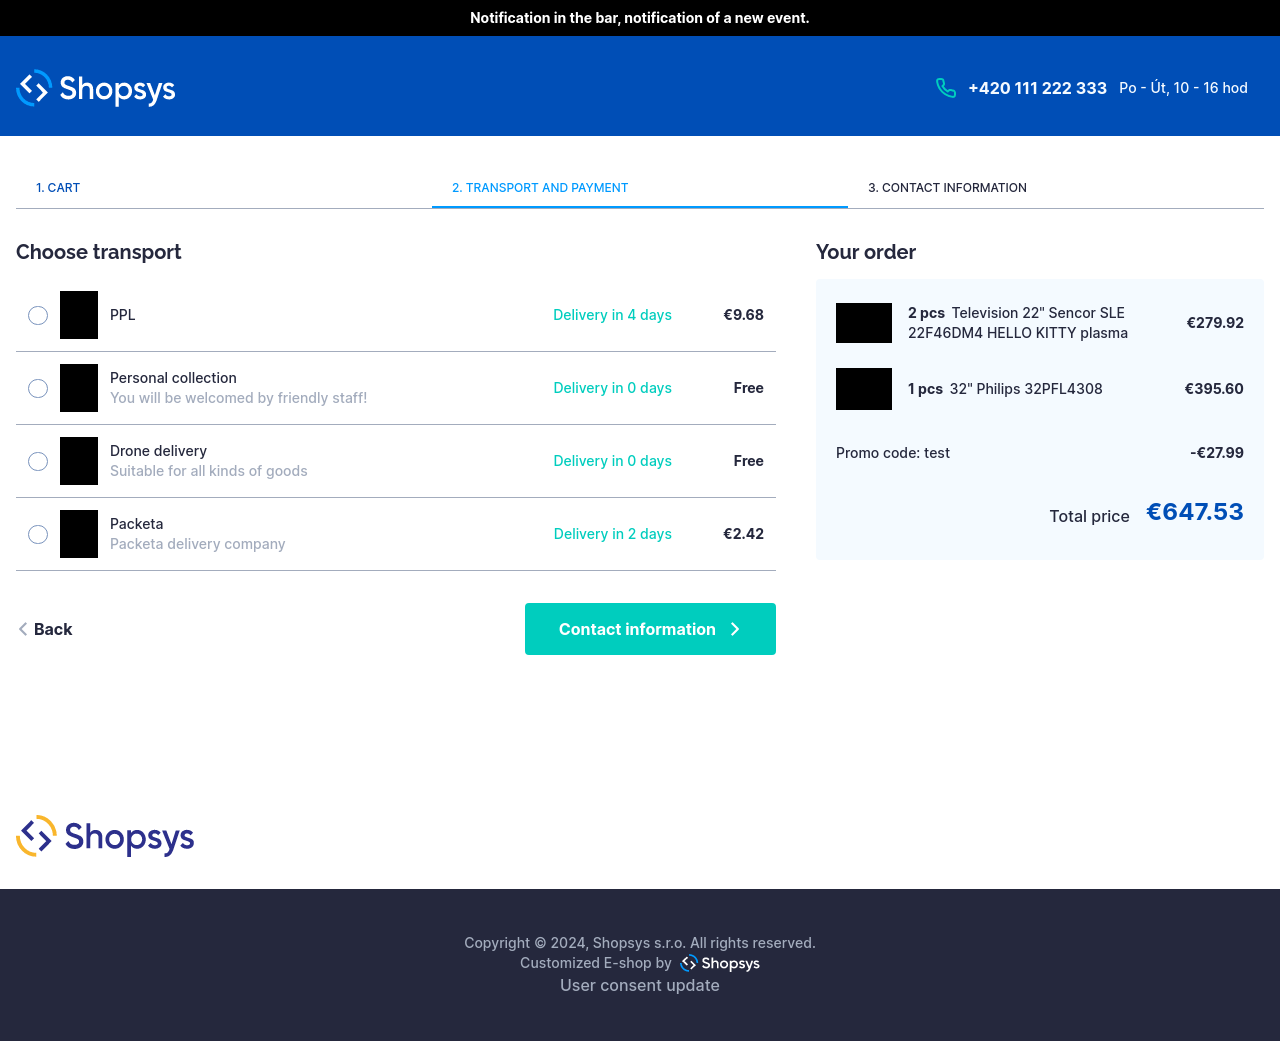 Notification in the bar, notification of a new event.
Shopsys
+420 111 222 333 Po - Út, 10 - 16 hod
1. CART
2. TRANSPORT AND PAYMENT
3. CONTACT INFORMATION
Choose transport
PPL Delivery in 4 days €9.68
Personal collection
You will be welcomed by friendly staff!
Delivery in 0 days Free
Drone delivery
Suitable for all kinds of goods
Delivery in 0 days Free
Packeta
Packeta delivery company
Delivery in 2 days €2.42
Back
Contact information
Your order
2 pcs Television 22" Sencor SLE
22F46DM4 HELLO KITTY plasma
€279.92
1 pcs 32" Philips 32PFL4308 €395.60
Promo code: test -€27.99
Total price €647.53
Shopsys
Copyright © 2024, Shopsys s.r.o. All rights reserved.
Customized E-shop by Shopsys
User consent update